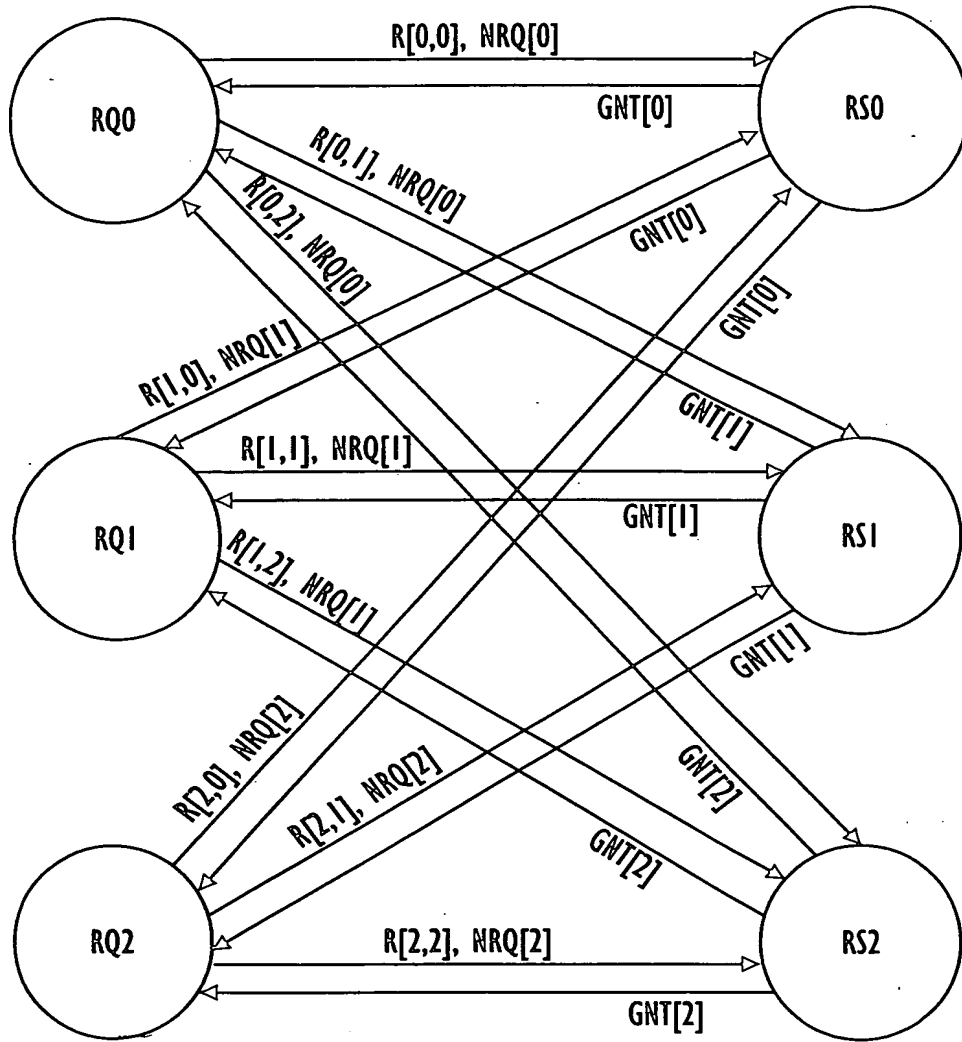 R[0,0], NRQ[0]
GNT[0]
RQ0
RS0
R[0,1], NRQ[0]
R[0,2], NRQ[0]
GNT[0]
GNT[0]
R[1,0], NRQ[1]
GNT[1]
R[1,1], NRQ[1]
GNT[1]
RQ1
RS1
R[1,2], NRQ[1]
GNT[1]
R[2,0], NRQ[2]
R[2,1], NRQ[2]
GNT[2]
GNT[2]
RQ2
RS2
R[2,2], NRQ[2]
GNT[2]